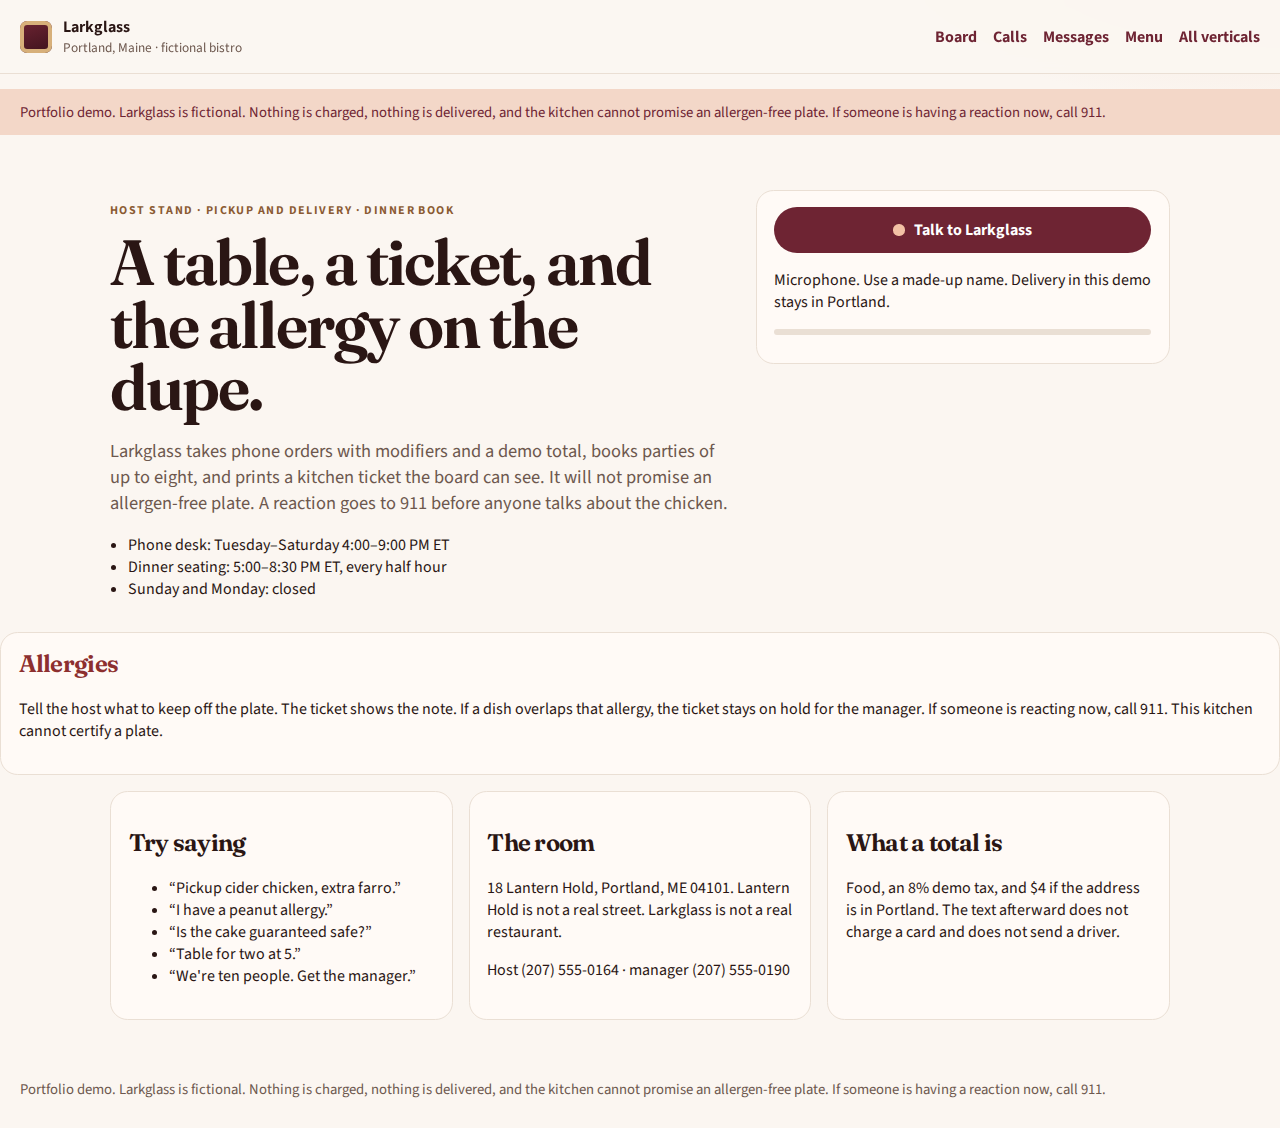 Larkglass
Portland, Maine · fictional bistro
Board Calls Messages Menu All verticals
Portfolio demo. Larkglass is fictional. Nothing is charged, nothing is delivered, and the kitchen cannot promise an allergen-free plate. If someone is having a reaction now, call 911.
HOST STAND · PICKUP AND DELIVERY · DINNER BOOK
A table, a ticket, and
the allergy on the
dupe.
Larkglass takes phone orders with modifiers and a demo total, books parties of
up to eight, and prints a kitchen ticket the board can see. It will not promise an
allergen-free plate. A reaction goes to 911 before anyone talks about the chicken.
• Phone desk: Tuesday–Saturday 4:00–9:00 PM ET
• Dinner seating: 5:00–8:30 PM ET, every half hour
• Sunday and Monday: closed
Talk to Larkglass
Microphone. Use a made-up name. Delivery in this demo
stays in Portland.
Allergies
Tell the host what to keep off the plate. The ticket shows the note. If a dish overlaps that allergy, the ticket stays on hold for the manager. If someone is reacting now, call 911. This kitchen
cannot certify a plate.
Try saying
• “Pickup cider chicken, extra farro.”
• “I have a peanut allergy.”
• “Is the cake guaranteed safe?”
• “Table for two at 5.”
• “We're ten people. Get the manager.”
The room
18 Lantern Hold, Portland, ME 04101. Lantern
Hold is not a real street. Larkglass is not a real
restaurant.
Host (207) 555-0164 · manager (207) 555-0190
What a total is
Food, an 8% demo tax, and $4 if the address
is in Portland. The text afterward does not
charge a card and does not send a driver.
Portfolio demo. Larkglass is fictional. Nothing is charged, nothing is delivered, and the kitchen cannot promise an allergen-free plate. If someone is having a reaction now, call 911.